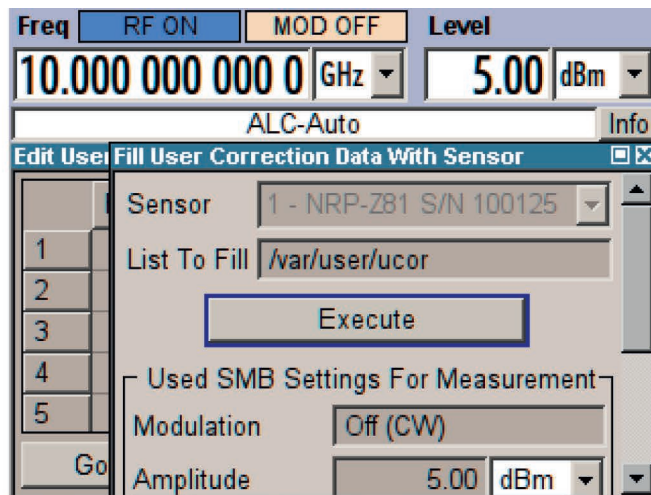 Freq RF ON MOD OFF Level
10.000 000 000 0 GHz 5.00 dBm
ALC-Auto Info
Edit User Fill User Correction Data With Sensor
Sensor 1 - NRP-Z81 S/N 100125
1
List To Fill /var/user/ucor
2
3 Execute
4 Used SMB Settings For Measurement
5 Modulation Off (CW)
Go
Amplitude 5.00 dBm